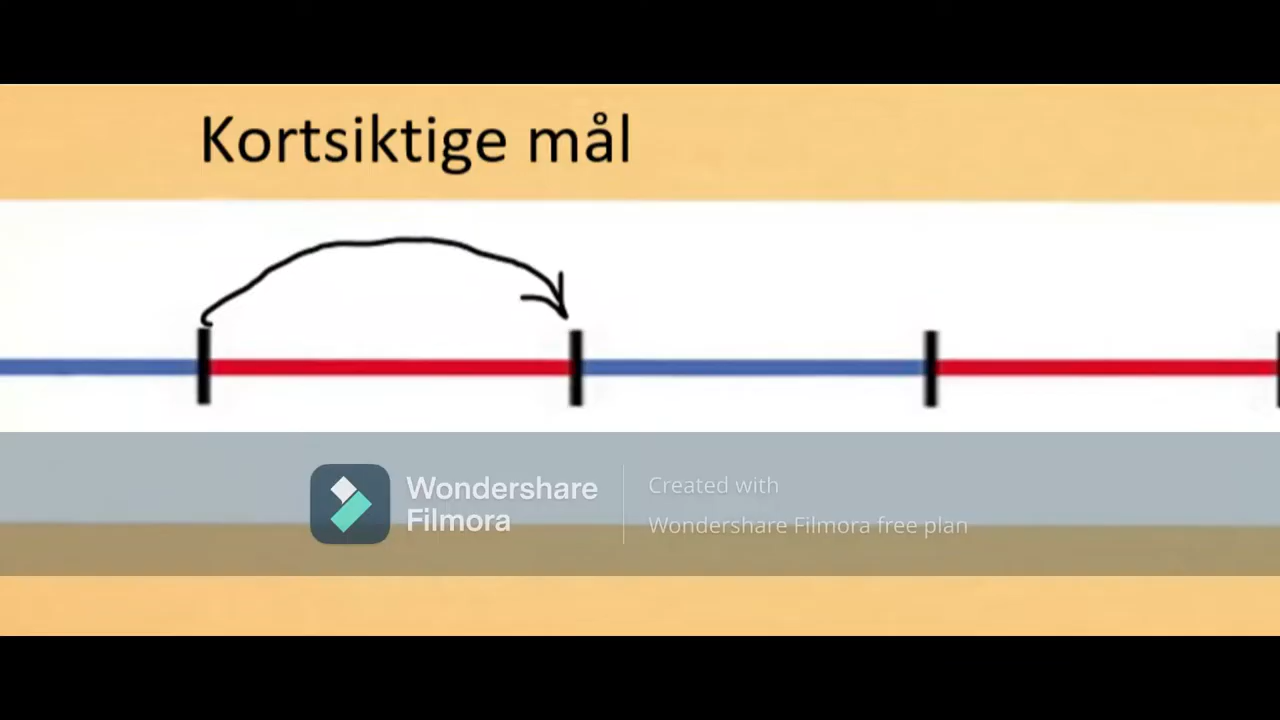 Kortsiktige mål
Wondershare
Filmora
Created with
Wondershare Filmora free plan